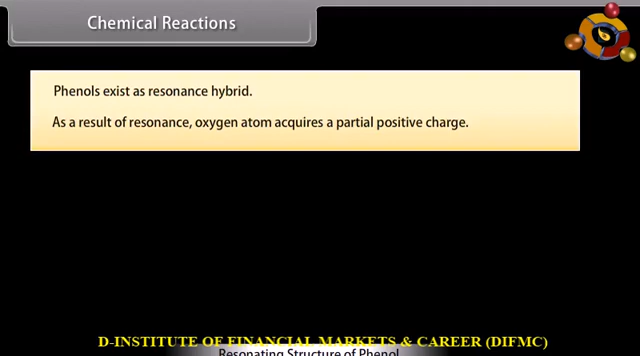 Chemical Reactions
Phenols exist as resonance hybrid.
As a result of resonance, oxygen atom acquires a partial positive charge.
D-INSTITUTE OF FINANCIAL MARKETS & CAREER (DIFMC)
Resonating Structure of Phenol